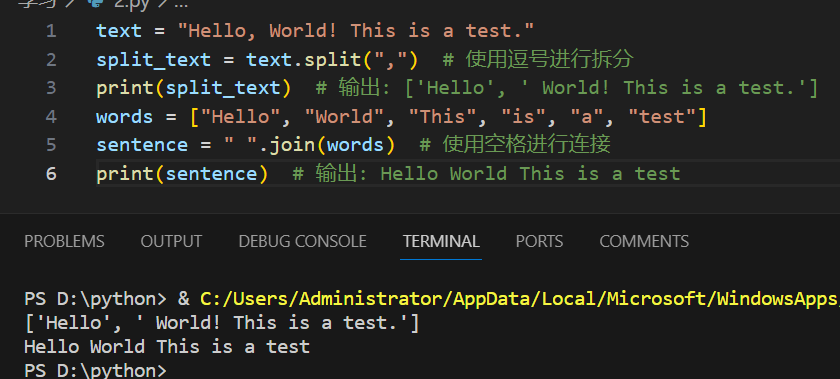 学习 > 2.py > ...
1 text = "Hello, World! This is a test."
2 split_text = text.split(",")  # 使用逗号进行拆分
3 print(split_text)  # 输出: ['Hello', ' World! This is a test.']
4 words = ["Hello", "World", "This", "is", "a", "test"]
5 sentence = " ".join(words)  # 使用空格进行连接
6 print(sentence)  # 输出: Hello World This is a test
PROBLEMS OUTPUT DEBUG CONSOLE TERMINAL PORTS COMMENTS
PS D:\python> & C:/Users/Administrator/AppData/Local/Microsoft/WindowsApps/
['Hello', ' World! This is a test.']
Hello World This is a test
PS D:\python>